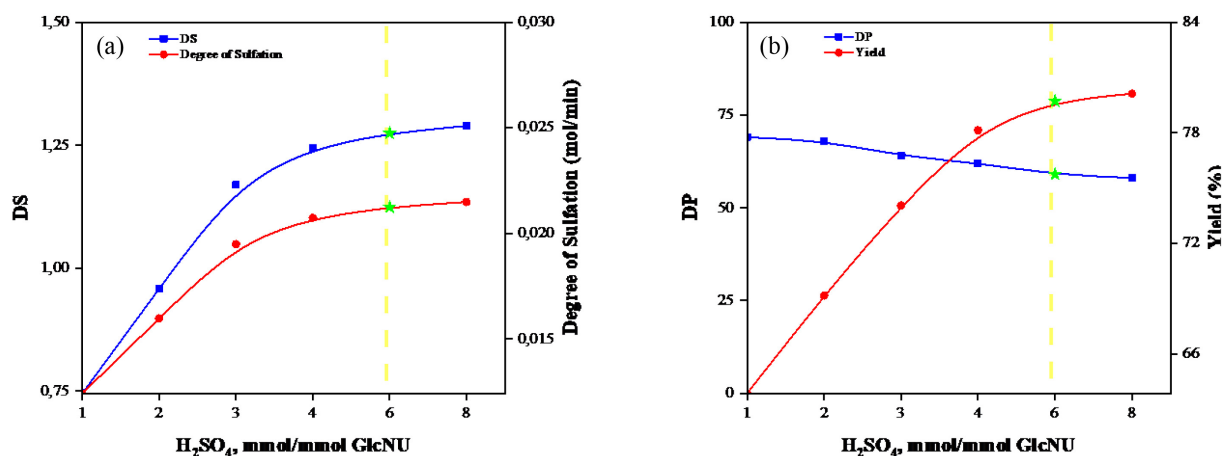 (a)
DS
Degree of Sulfation
1,50
1,25
1,00
0,75
DS
0,030
0,025
0,020
0,015
Degree of Sulfation (mol/min)
1 2 3 4 6 8
H₂SO₄, mmol/mmol GlcNU
(b)
DP
Yield
100
75
50
25
0
DP
84
78
72
66
Yield (%)
1 2 3 4 6 8
H₂SO₄, mmol/mmol GlcNU